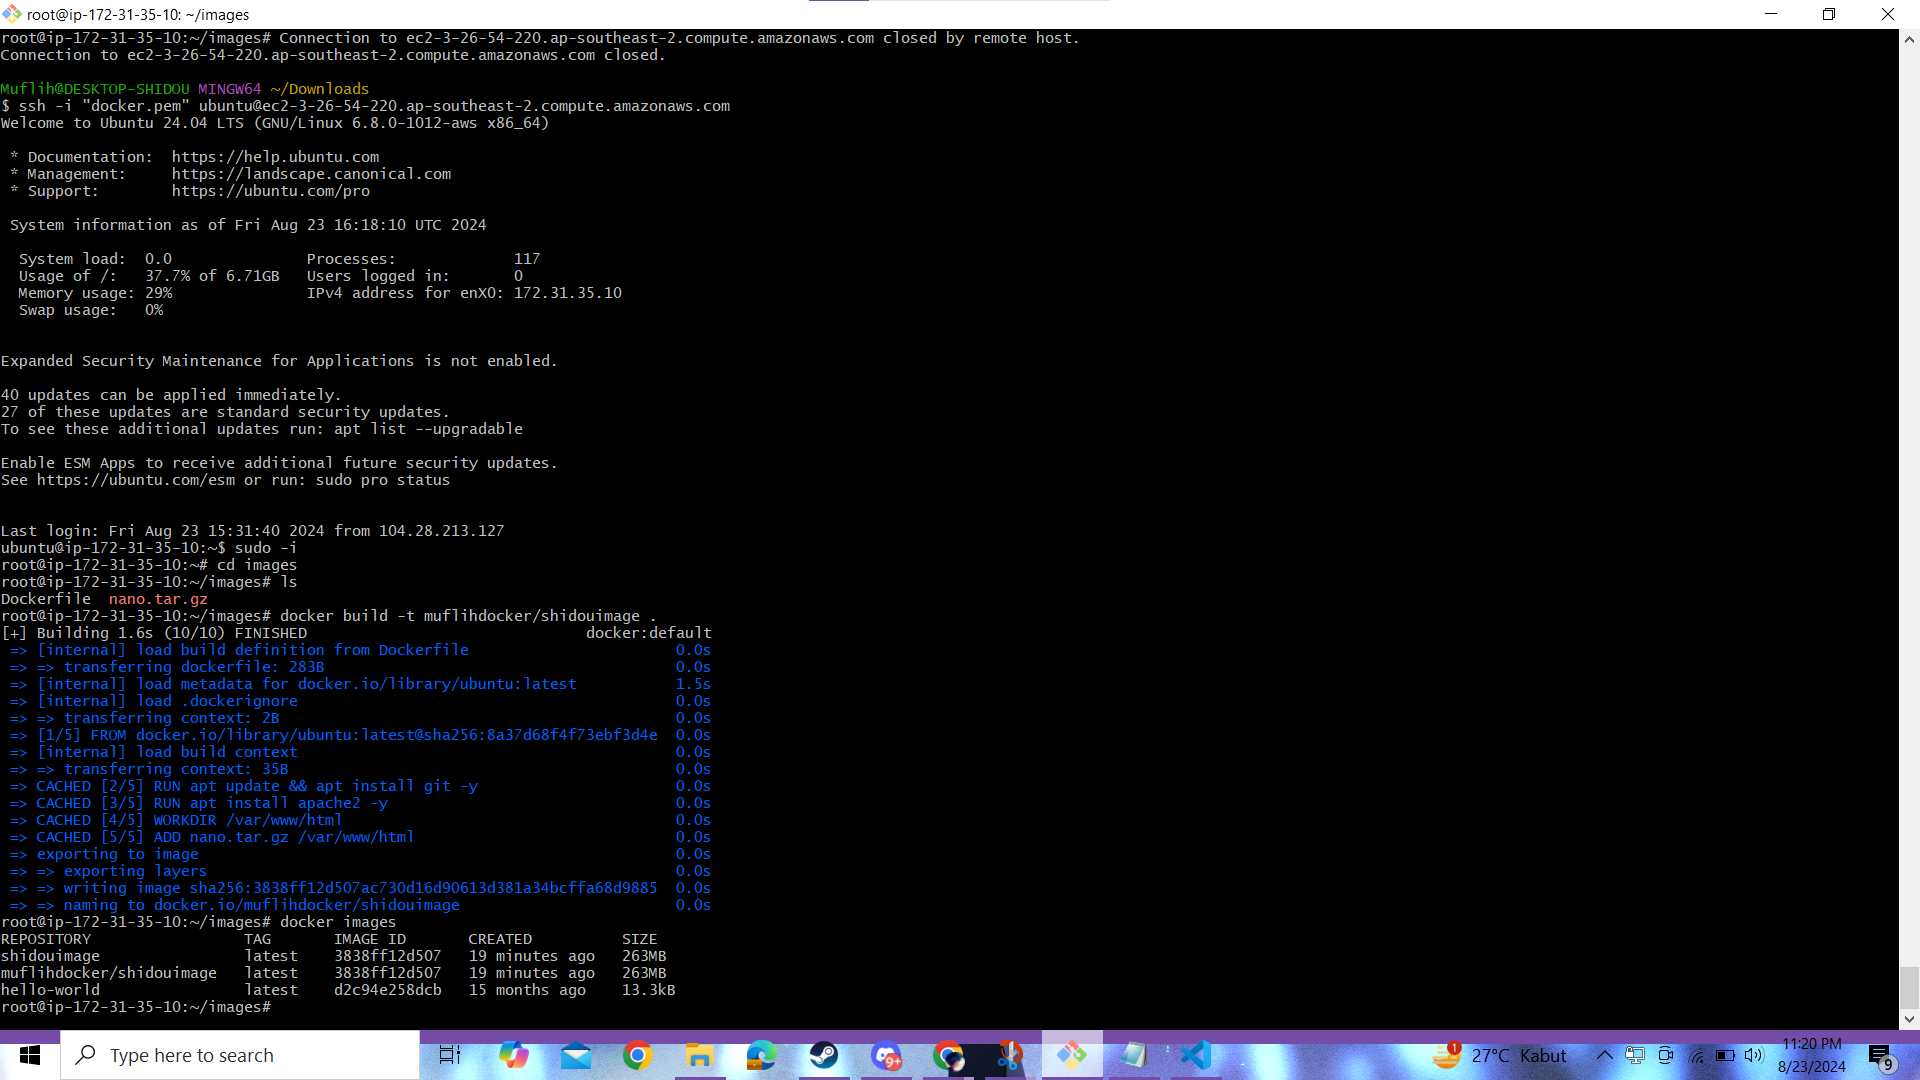 root@ip-172-31-35-10: ~/images
root@ip-172-31-35-10:~/images# Connection to ec2-3-26-54-220.ap-southeast-2.compute.amazonaws.com closed by remote host.
Connection to ec2-3-26-54-220.ap-southeast-2.compute.amazonaws.com closed.
Muflih@DESKTOP-SHIDOU MINGW64 ~/Downloads
$ ssh -i "docker.pem" ubuntu@ec2-3-26-54-220.ap-southeast-2.compute.amazonaws.com
Welcome to Ubuntu 24.04 LTS (GNU/Linux 6.8.0-1012-aws x86_64)
* Documentation:  https://help.ubuntu.com
* Management:     https://landscape.canonical.com
* Support:        https://ubuntu.com/pro
System information as of Fri Aug 23 16:18:10 UTC 2024
System load:  0.0               Processes:             117
Usage of /:   37.7% of 6.71GB   Users logged in:       0
Memory usage: 29%               IPv4 address for enX0: 172.31.35.10
Swap usage:   0%
Expanded Security Maintenance for Applications is not enabled.
40 updates can be applied immediately.
27 of these updates are standard security updates.
To see these additional updates run: apt list --upgradable
Enable ESM Apps to receive additional future security updates.
See https://ubuntu.com/esm or run: sudo pro status
Last login: Fri Aug 23 15:31:40 2024 from 104.28.213.127
ubuntu@ip-172-31-35-10:~$ sudo -i
root@ip-172-31-35-10:~# cd images
root@ip-172-31-35-10:~/images# ls
Dockerfile  nano.tar.gz
root@ip-172-31-35-10:~/images# docker build -t muflihdocker/shidouimage .
[+] Building 1.6s (10/10) FINISHED                               docker:default
=> [internal] load build definition from Dockerfile                       0.0s
=> => transferring dockerfile: 283B                                       0.0s
=> [internal] load metadata for docker.io/library/ubuntu:latest           1.5s
=> [internal] load .dockerignore                                          0.0s
=> => transferring context: 2B                                            0.0s
=> [1/5] FROM docker.io/library/ubuntu:latest@sha256:8a37d68f4f73ebf3d4e  0.0s
=> [internal] load build context                                          0.0s
=> => transferring context: 35B                                           0.0s
=> CACHED [2/5] RUN apt update && apt install git -y                      0.0s
=> CACHED [3/5] RUN apt install apache2 -y                                0.0s
=> CACHED [4/5] WORKDIR /var/www/html                                     0.0s
=> CACHED [5/5] ADD nano.tar.gz /var/www/html                             0.0s
=> exporting to image                                                     0.0s
=> => exporting layers                                                    0.0s
=> => writing image sha256:3838ff12d507ac730d16d90613d381a34bcffa68d9885  0.0s
=> => naming to docker.io/muflihdocker/shidouimage                        0.0s
root@ip-172-31-35-10:~/images# docker images
REPOSITORY                 TAG       IMAGE ID       CREATED          SIZE
shidouimage                latest    3838ff12d507   19 minutes ago   263MB
muflihdocker/shidouimage   latest    3838ff12d507   19 minutes ago   263MB
hello-world                latest    d2c94e258dcb   15 months ago    13.3kB
root@ip-172-31-35-10:~/images#
Type here to search
9+
1
27°C Kabut
11:20 PM
8/23/2024
9